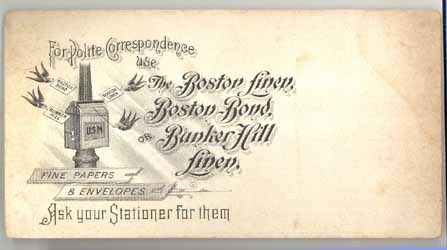 For Polite Correspondence
use
The Boston Linen,
Boston Bond,
OR Bunker Hill
Linen.
U.S.M
FINE PAPERS
& ENVELOPES
Ask your Stationer for them